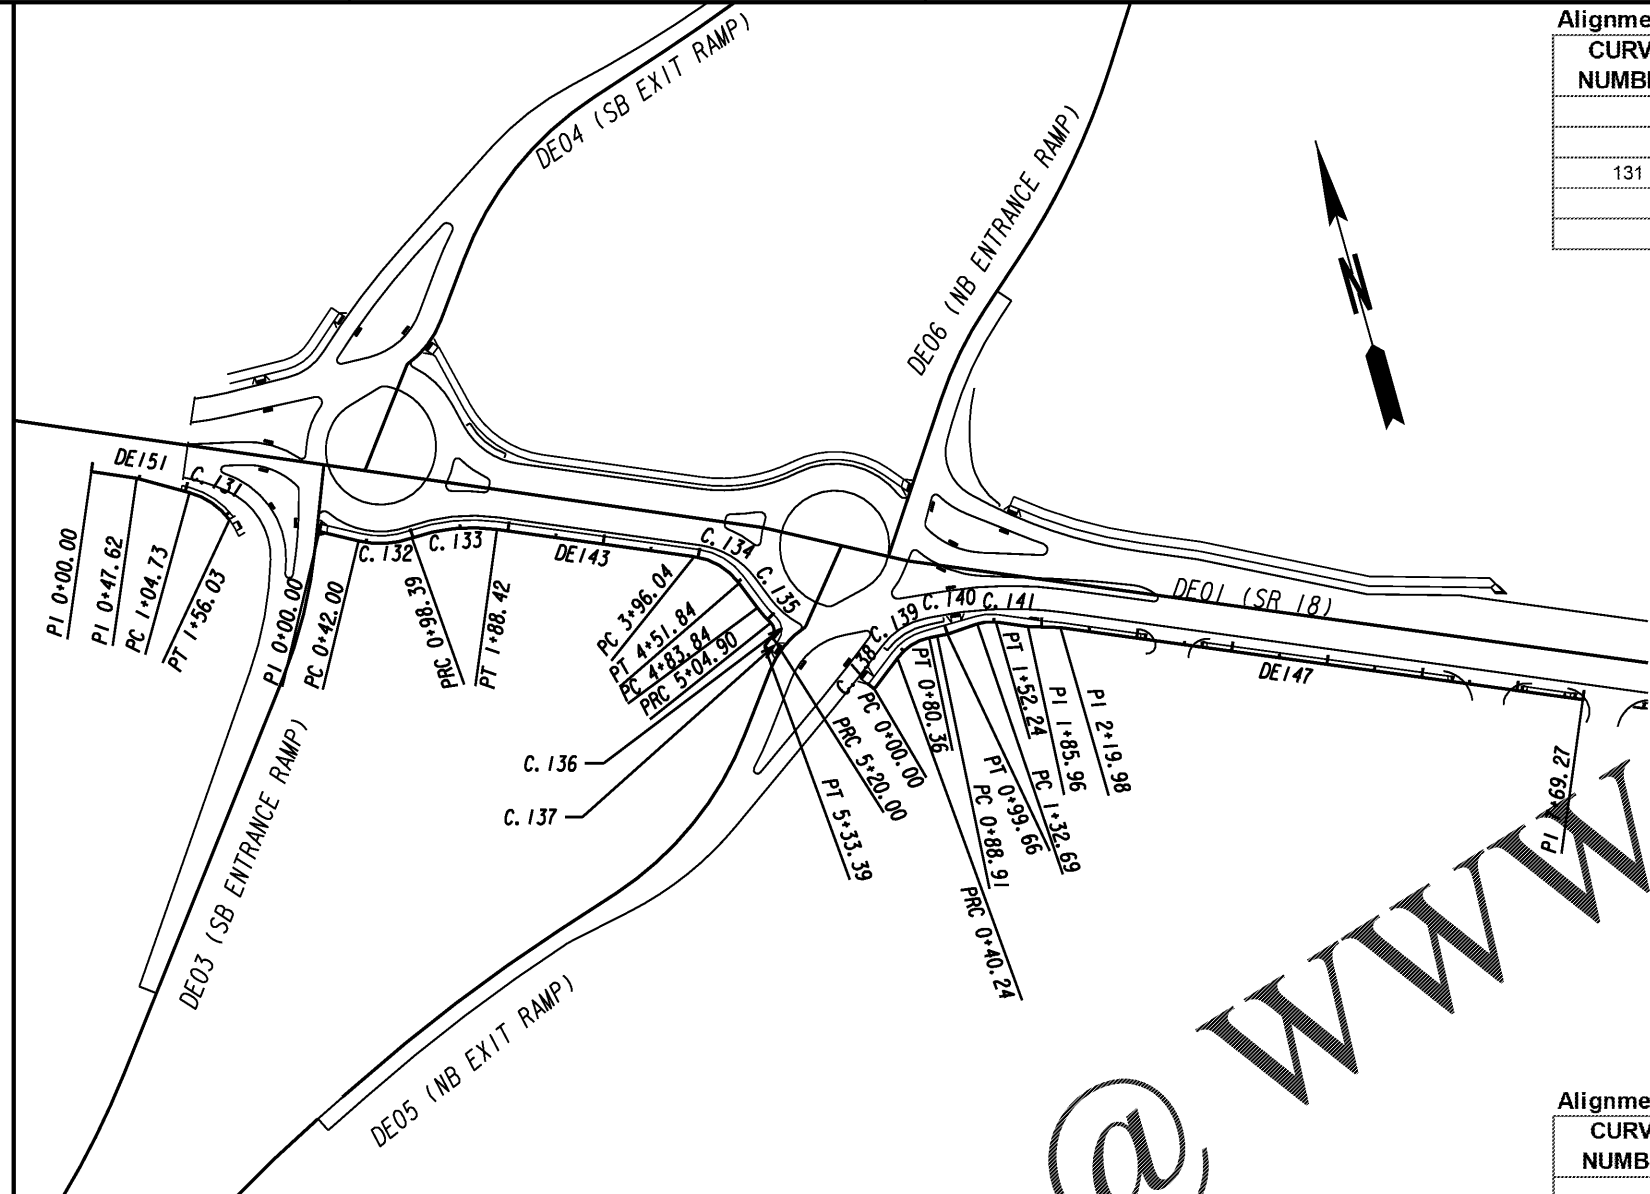 Alignme
CURV
NUMB
131
DE04 (SB EXIT RAMP)
DE06 (NB ENTRANCE RAMP)
N
DE151
C. 131
PI 0+00.00
PI 0+47.62
PC 1+04.73
PT 1+56.03
PI 0+00.00
PC 0+42.00
C. 132
C. 133
PRC 0+98.39
PT 1+88.42
DE143
C. 134
C. 135
PC 3+96.04
PT 4+51.84
PC 4+83.84
PRC 5+04.90
C. 136
C. 137
PT 5+33.39
PRC 5+20.00
PC 0+00.00
C. 138
C. 139
C. 140
C. 141
PT 0+80.36
PRC 0+40.24
PC 0+88.91
PT 0+99.66
PC 1+32.69
PT 1+52.24
PI 1+85.96
PI 2+19.98
DE01 (SR 18)
DE147
PI
+69.27
DE03 (SB ENTRANCE RAMP)
DE05 (NB EXIT RAMP)
@ WWW
Alignme
CURV
NUMB